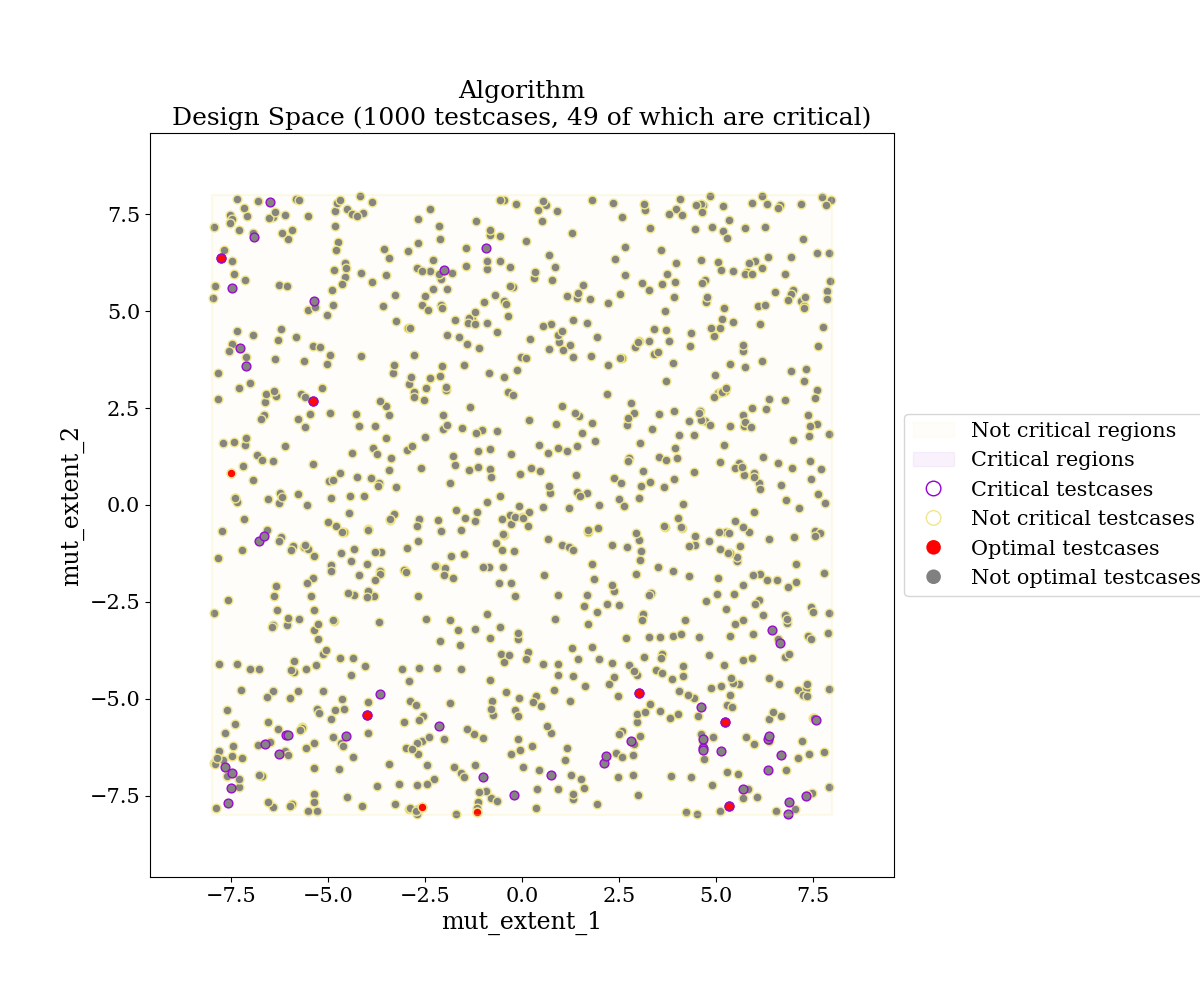 Algorithm
Design Space (1000 testcases, 49 of which are critical)
7.5
5.0
2.5
0.0
−2.5
−5.0
−7.5
mut_extent_2
−7.5 −5.0 −2.5 0.0 2.5 5.0 7.5
mut_extent_1
Not critical regions
Critical regions
Critical testcases
Not critical testcases
Optimal testcases
Not optimal testcases